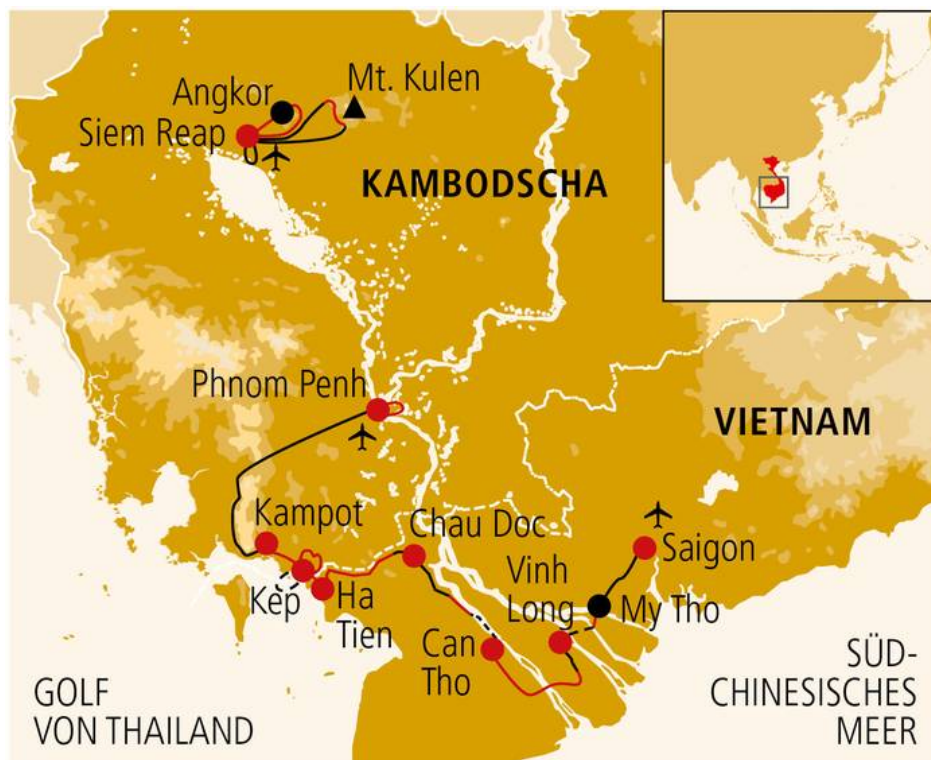 Angkor
Mt. Kulen
Siem Reap
KAMBODSCHA
Phnom Penh
VIETNAM
Kampot
Chau Doc
Saigon
Vinh
Long
My Tho
Kep
Ha
Tien
Can
Tho
GOLF
VON THAILAND
SÜD-
CHINESISCHES
MEER